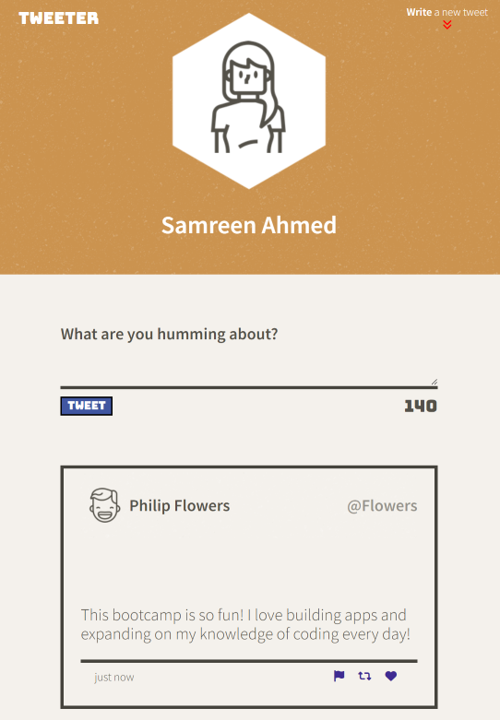 TWEETER
Write a new tweet
Samreen Ahmed
What are you humming about?
TWEET
140
Philip Flowers
@Flowers
This bootcamp is so fun! I love building apps and
expanding on my knowledge of coding every day!
just now